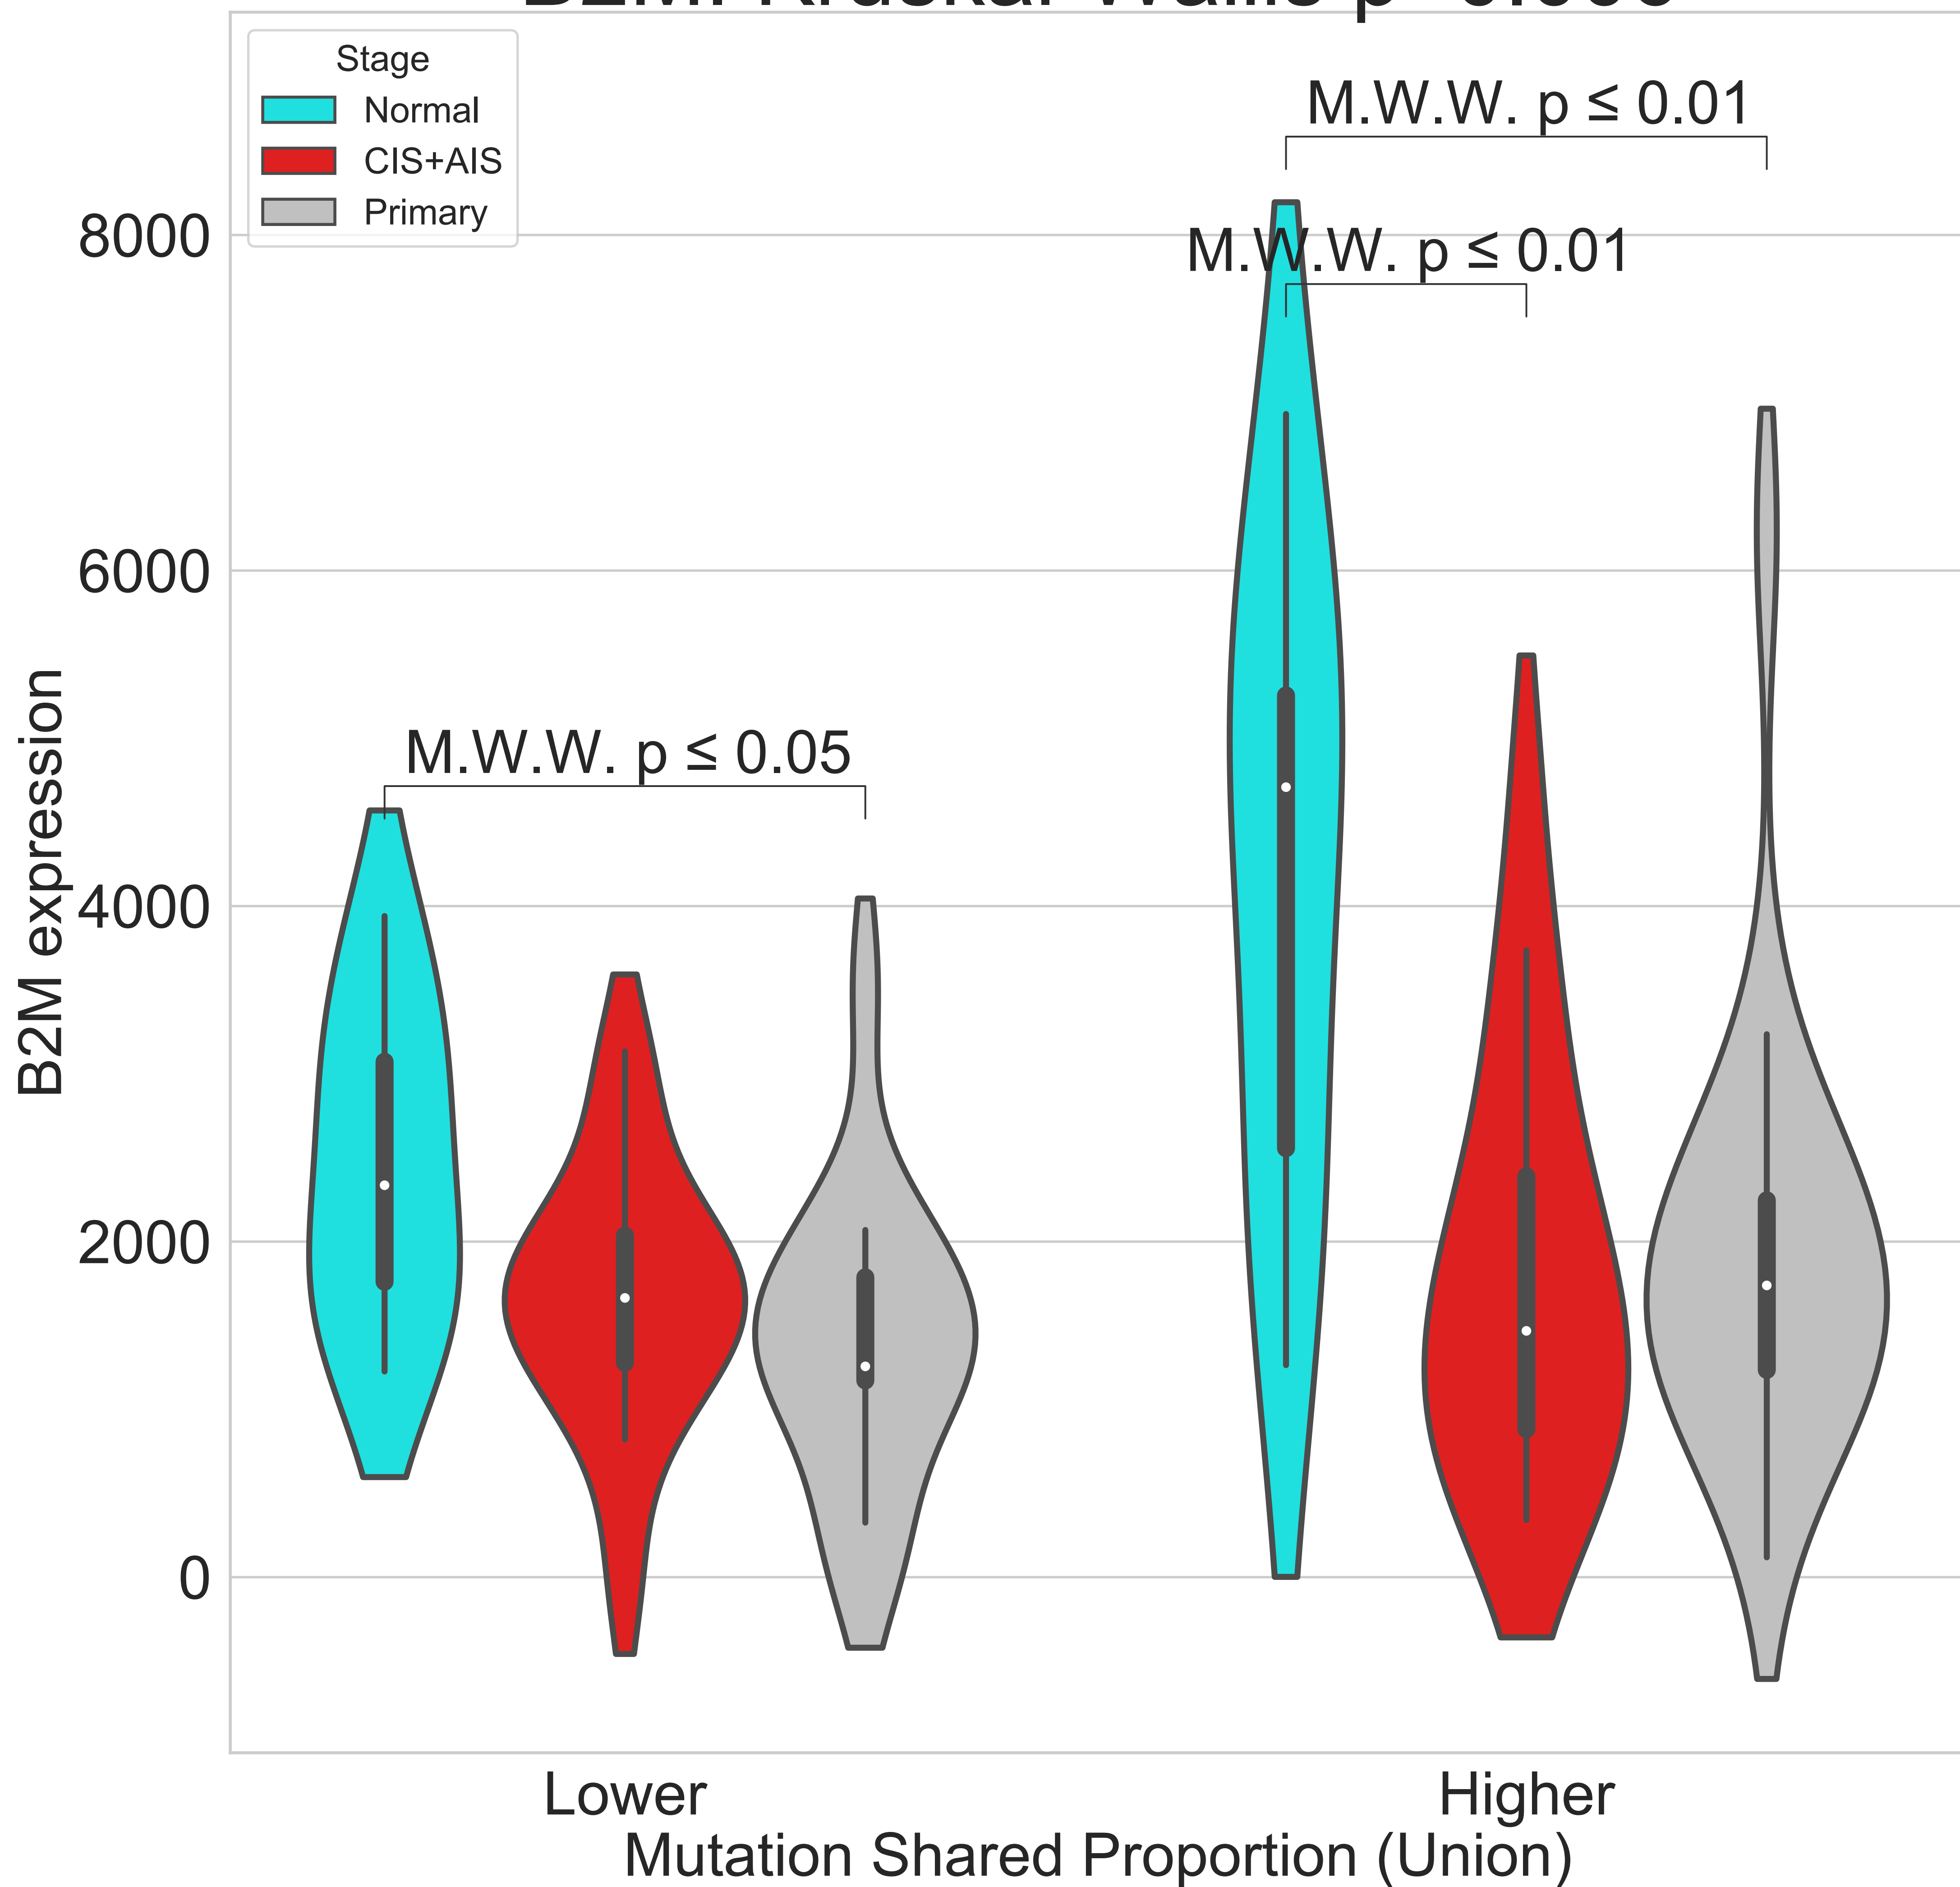 Stage
Normal
CIS+AIS
Primary
M.W.W. p ≤ 0.01
M.W.W. p ≤ 0.01
M.W.W. p ≤ 0.05
8000
6000
4000
2000
0
B2M expression
Lower
Higher
Mutation Shared Proportion (Union)